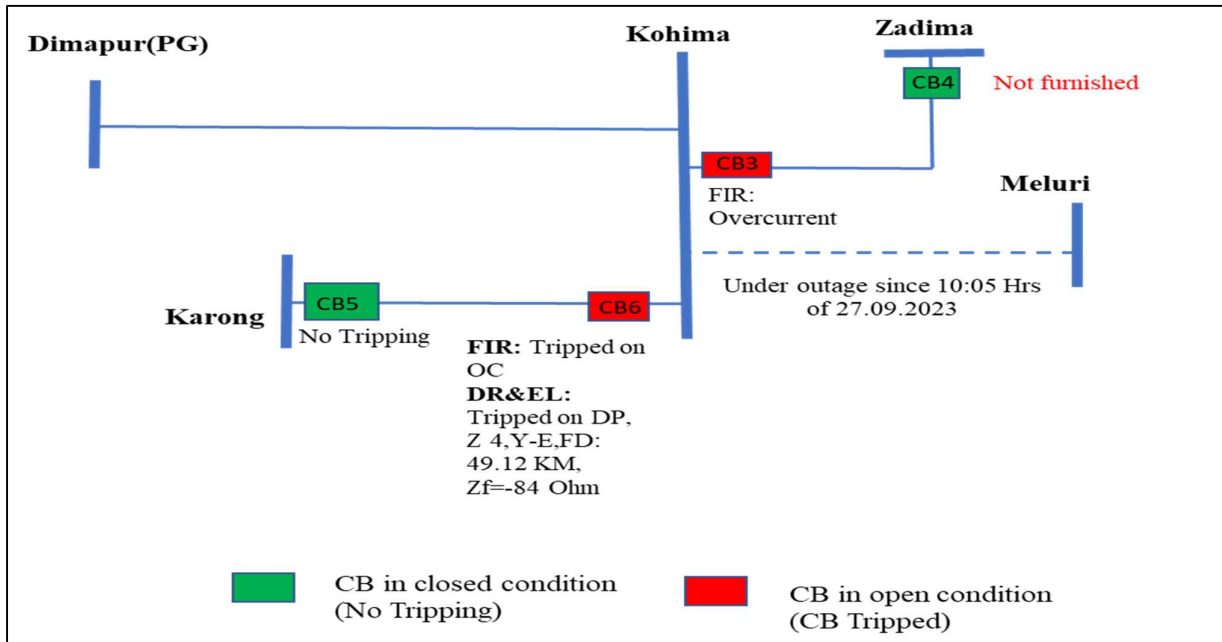 Dimapur(PG)
Kohima
Zadima
CB4
Not furnished
CB3
FIR:
Overcurrent
Meluri
Under outage since 10:05 Hrs
of 27.09.2023
Karong
CB5
No Tripping
CB6
FIR: Tripped on
OC
DR&EL:
Tripped on DP,
Z 4,Y-E,FD:
49.12 KM,
Zf=-84 Ohm
CB in closed condition
(No Tripping)
CB in open condition
(CB Tripped)